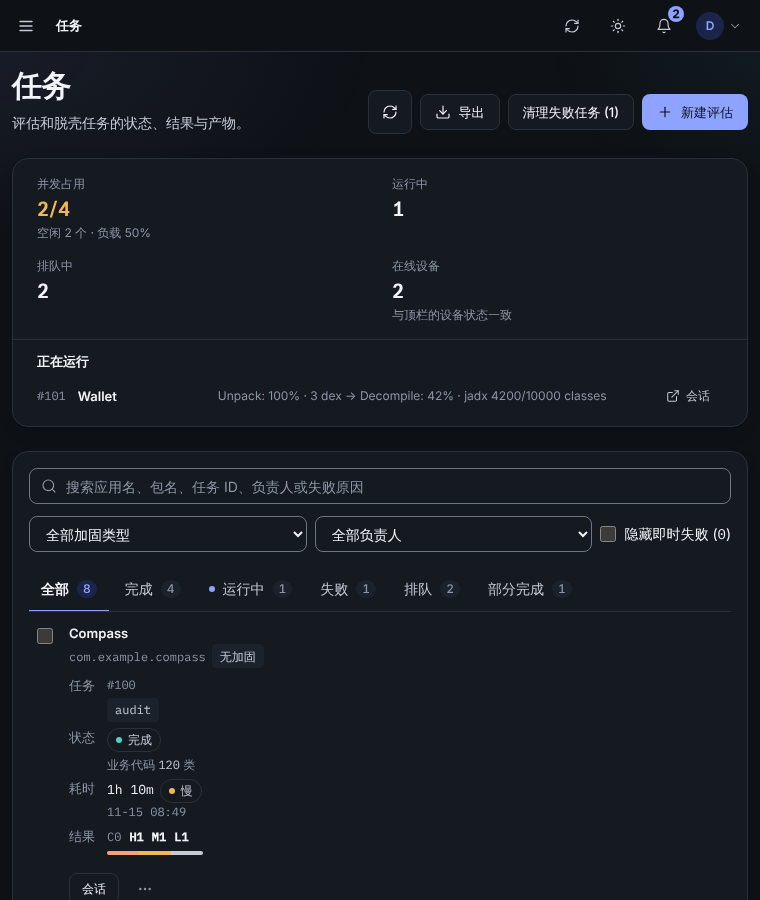 任务
2
D
任务
评估和脱壳任务的状态、结果与产物。
导出
清理失败任务 (1)
新建评估
并发占用
2/4
空闲 2 个 · 负载 50%
运行中
1
排队中
2
在线设备
2
与顶栏的设备状态一致
正在运行
#101 Wallet Unpack: 100% · 3 dex → Decompile: 42% · jadx 4200/10000 classes 会话
搜索应用名、包名、任务 ID、负责人或失败原因
全部加固类型 全部负责人 隐藏即时失败 (0)
全部 8 完成 4 运行中 1 失败 1 排队 2 部分完成 1
Compass
com.example.compass 无加固
任务 #100
audit
状态 完成
业务代码 120 类
耗时 1h 10m 慢
11-15 08:49
结果 C0 H1 M1 L1
会话 ···